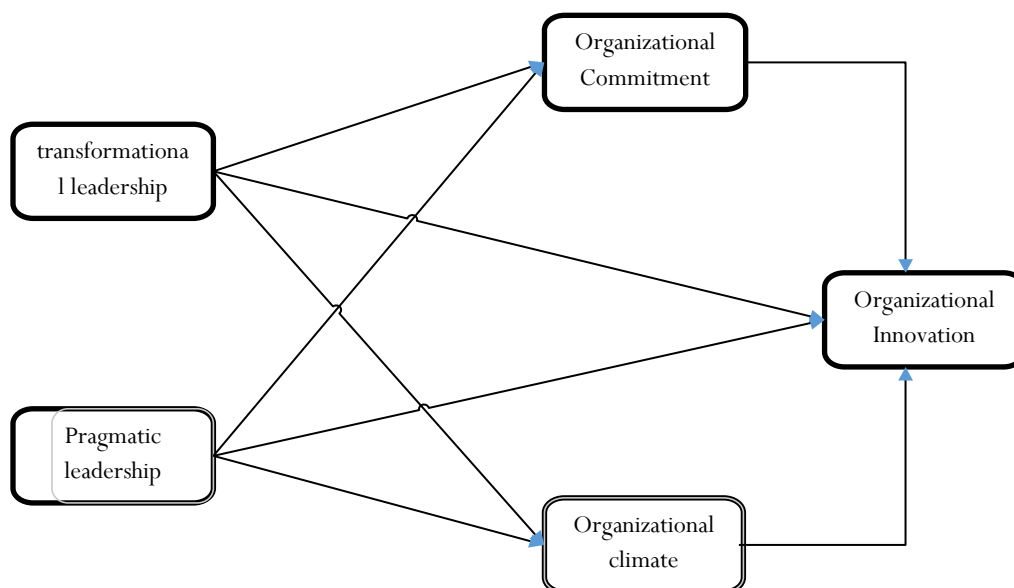 Organizational
Commitment
transformationa
l leadership
Organizational
Innovation
Pragmatic
leadership
Organizational
climate